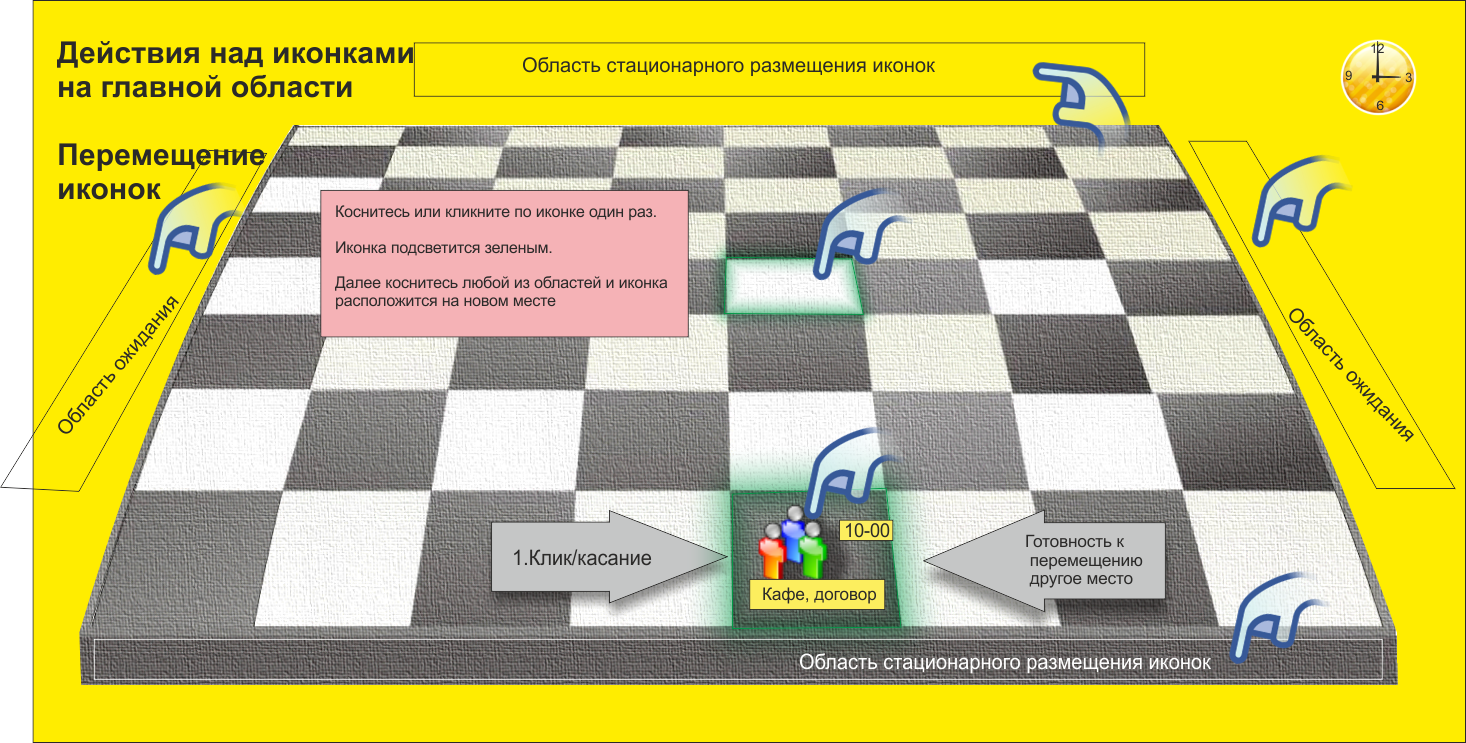 Действия над иконками
на главной области
Область стационарного размещения иконок
12
9
3
6
Перемещение
иконок
Коснитесь или кликните по иконке один раз.
Иконка подсветится зеленым.
Далее коснитесь любой из областей и иконка
расположится на новом месте
Область ожидания
Область ожидания
1.Клик/касание
10-00
Кафе, договор
Готовность к
перемещению
другое место
Область стационарного размещения иконок